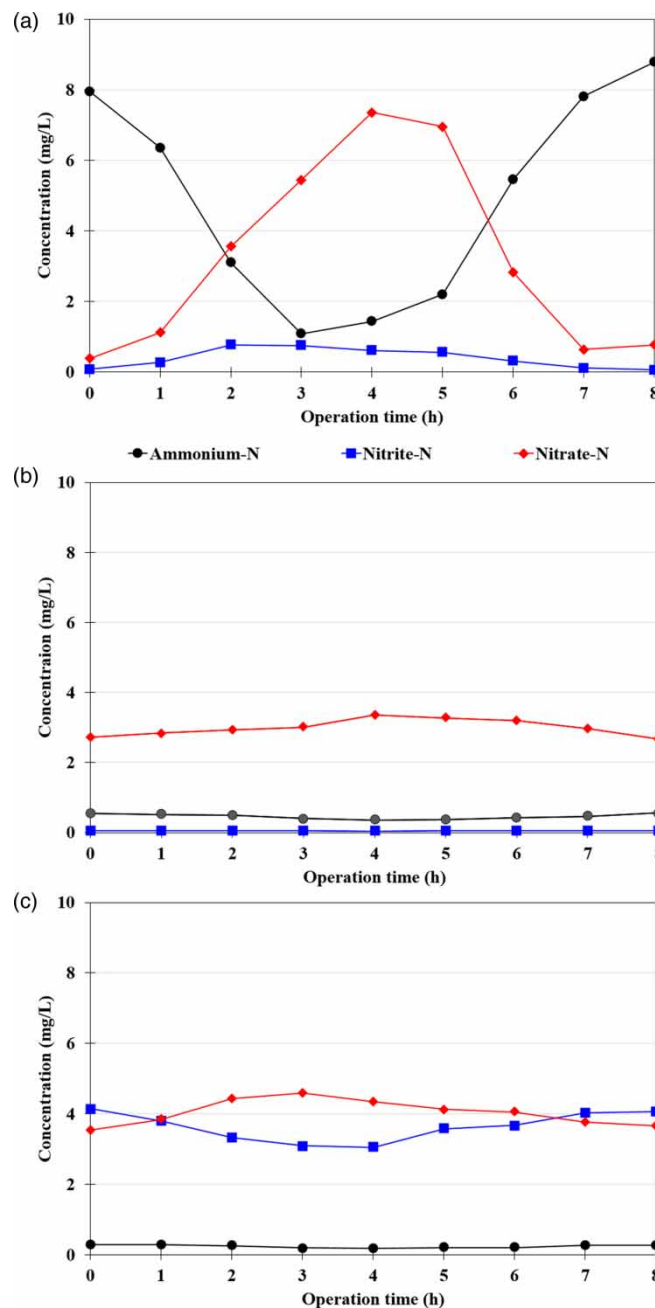 (a)
10
8
6
4
2
0
Concentration (mg/L)
0 1 2 3 4 5 6 7 8
Operation time (h)
Ammonium-N Nitrite-N Nitrate-N
(b)
10
8
6
4
2
0
Concentraion (mg/L)
0 1 2 3 4 5 6 7 8
Operation time (h)
(c)
10
8
6
4
2
0
Concentration (mg/L)
0 1 2 3 4 5 6 7 8
Operation time (h)